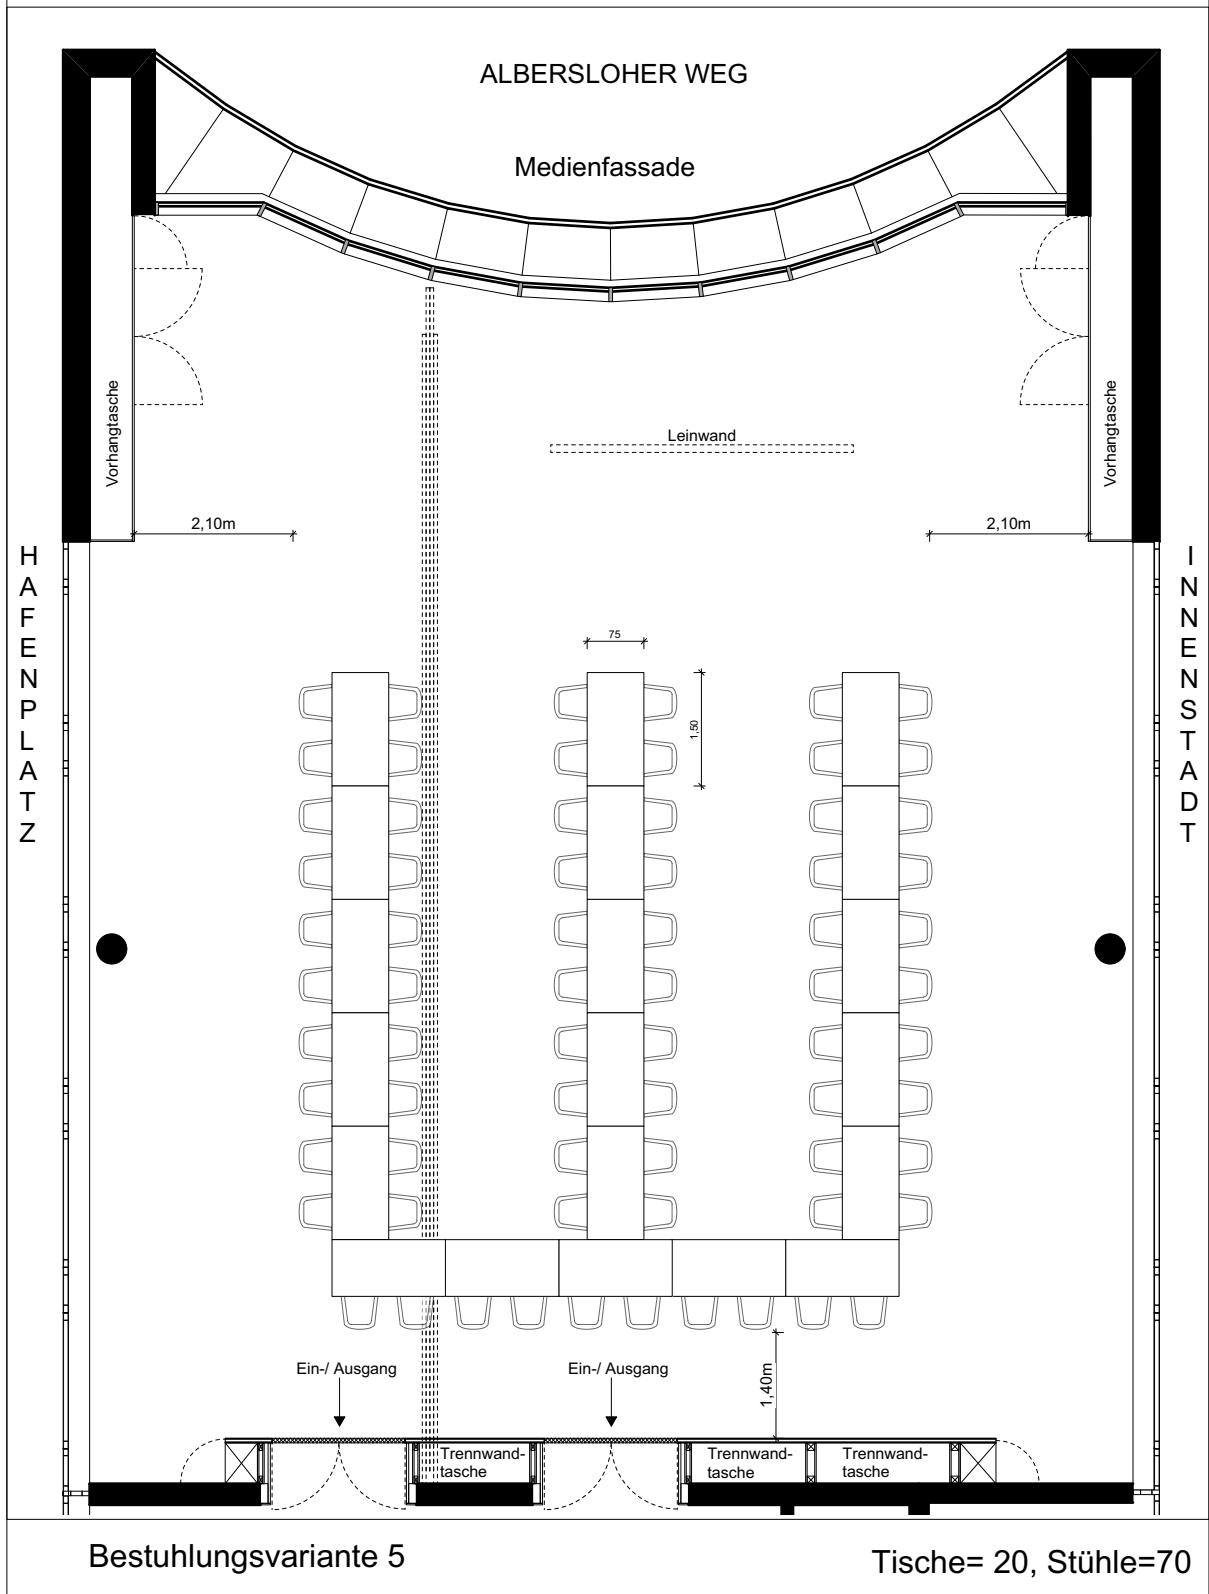 ALBERSLOHER WEG
Medienfassade
Vorhangtasche
Vorhangtasche
Leinwand
2,10m
2,10m
HAFENPLATZ
INNENSTADT
75
1,50
Ein-/ Ausgang
Ein-/ Ausgang
1,40m
Trennwand-
tasche
Trennwand-
tasche
Trennwand-
tasche
Bestuhlungsvariante 5
Tische= 20, Stühle=70